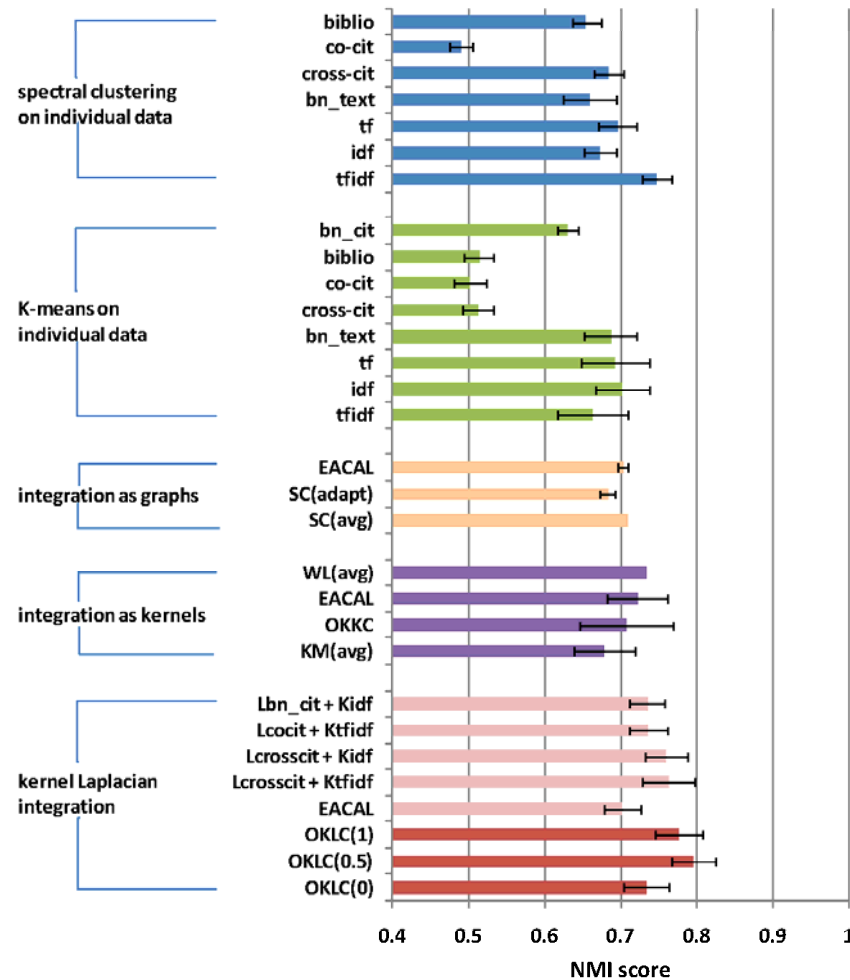 biblio
co-cit
cross-cit
spectral clustering
on individual data
bn_text
tf
idf
tfidf
bn_cit
biblio
co-cit
K-means on
individual data
cross-cit
bn_text
tf
idf
tfidf
EACAL
integration as graphs
SC(adapt)
SC(avg)
WL(avg)
EACAL
integration as kernels
OKKC
KM(avg)
Lbn_cit + Kidf
Lcocit + Ktfidf
Lcrosscit + Kidf
kernel Laplacian
integration
Lcrosscit + Ktfidf
EACAL
OKLC(1)
OKLC(0.5)
OKLC(0)
0.4 0.5 0.6 0.7 0.8 0.9 1
NMI score